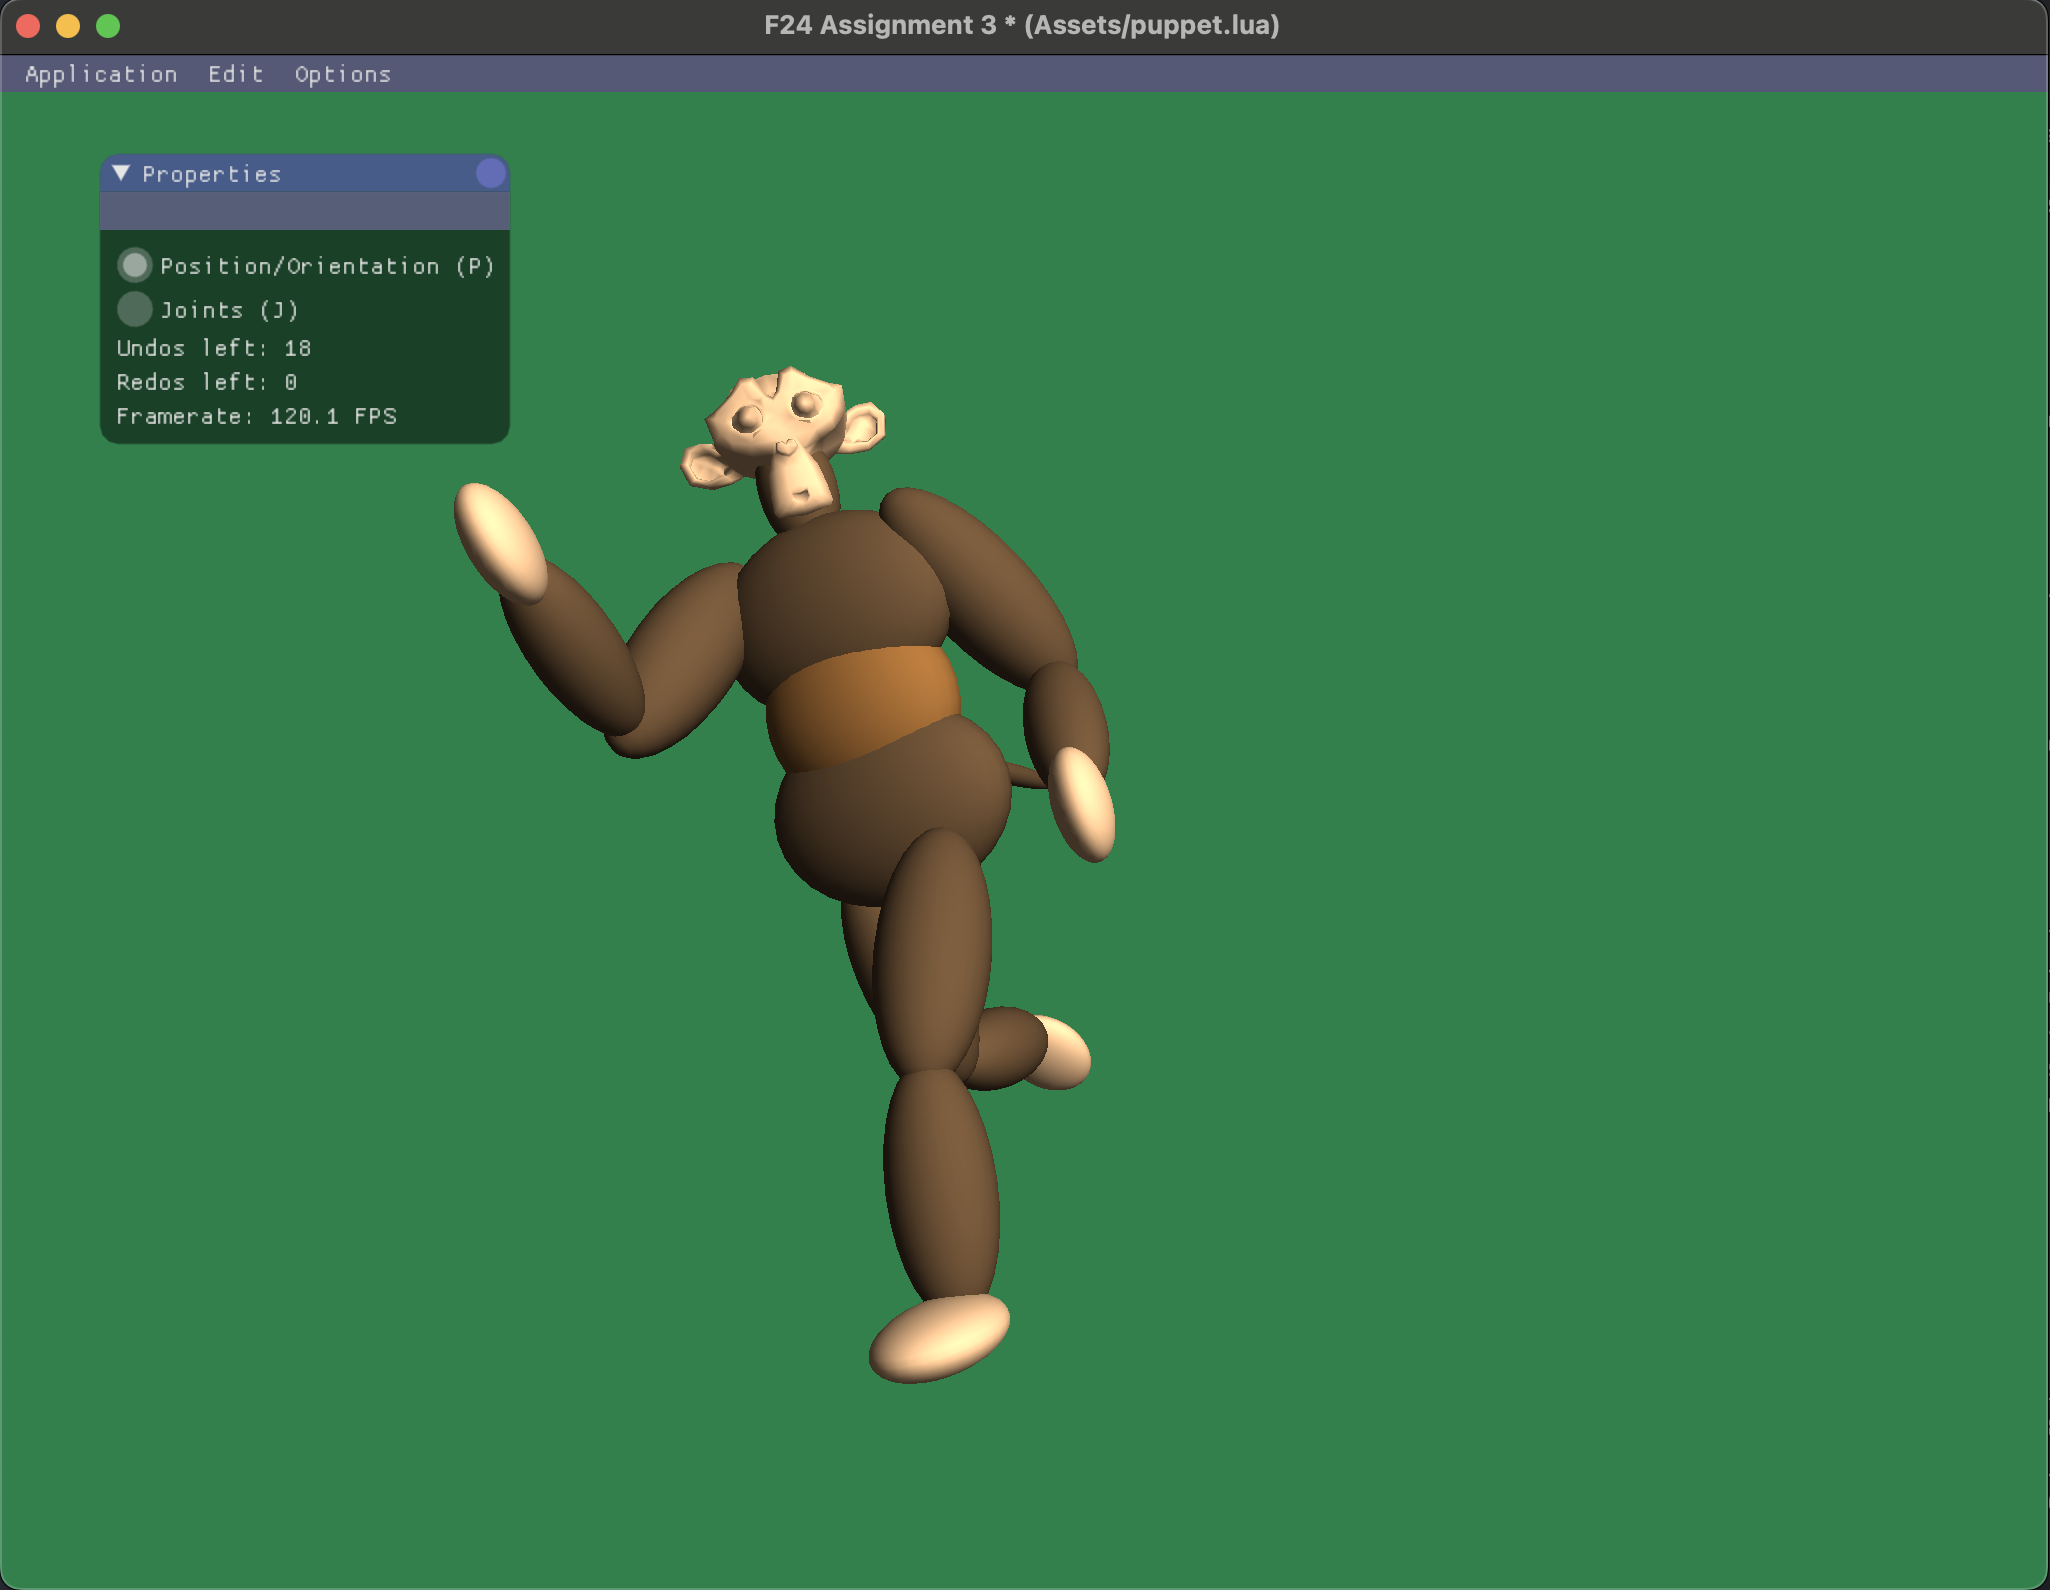 F24 Assignment 3 * (Assets/puppet.lua)
Application Edit Options
Properties
Position/Orientation (P)
Joints (J)
Undos left: 18
Redos left: 0
Framerate: 120.1 FPS